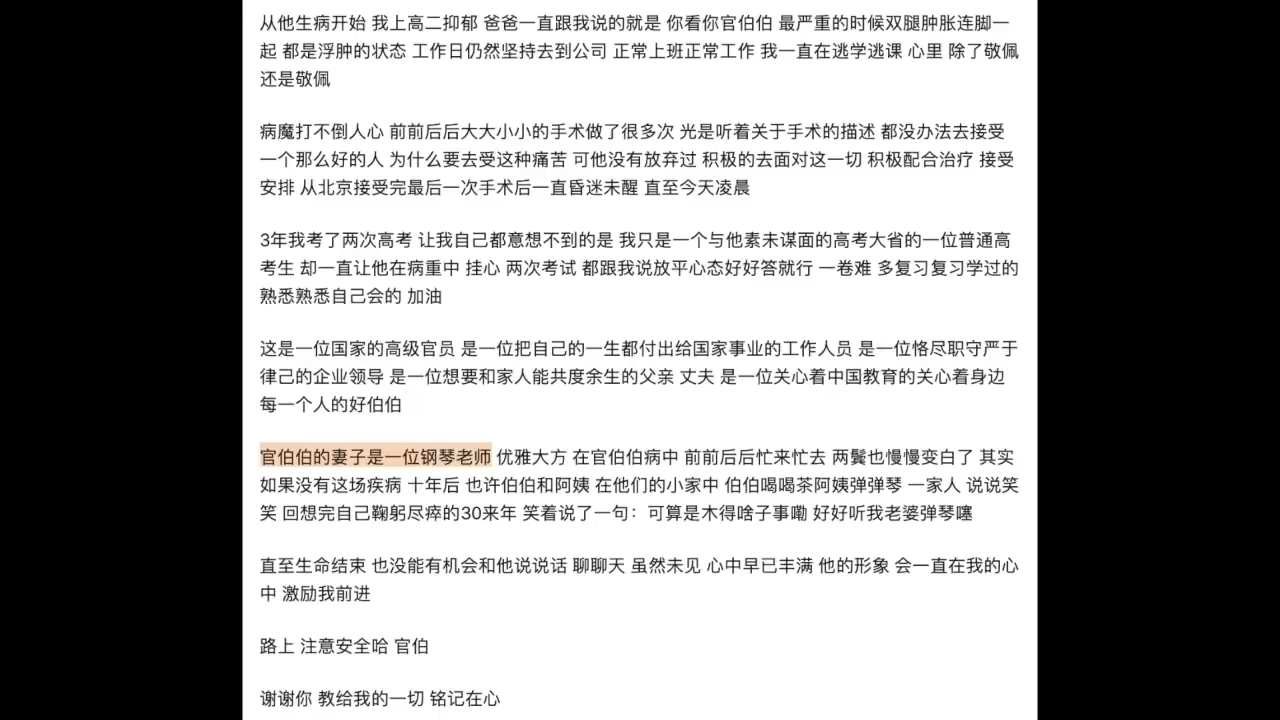 从他生病开始 我上高二抑郁 爸爸一直跟我说的就是 你看你官伯伯 最严重的时候双腿肿胀连脚一
起 都是浮肿的状态 工作日仍然坚持去到公司 正常上班正常工作 我一直在逃学逃课 心里 除了敬佩
还是敬佩
病魔打不倒人心 前前后后大大小小的手术做了很多次 光是听着关于手术的描述 都没办法去接受
一个那么好的人 为什么要去受这种痛苦 可他没有放弃过 积极的去面对这一切 积极配合治疗 接受
安排 从北京接受完最后一次手术后一直昏迷未醒 直至今天凌晨
3年我考了两次高考 让我自己都意想不到的是 我只是一个与他素未谋面的高考大省的一位普通高
考生 却一直让他在病重中 挂心 两次考试 都跟我说放平心态好好答就行 一卷难 多复习复习学过的
熟悉熟悉自己会的 加油
这是一位国家的高级官员 是一位把自己的一生都付出给国家事业的工作人员 是一位恪尽职守严于
律己的企业领导 是一位想要和家人能共度余生的父亲 丈夫 是一位关心着中国教育的关心着身边
每一个人的好伯伯
官伯伯的妻子是一位钢琴老师 优雅大方 在官伯伯病中 前前后后忙来忙去 两鬓也慢慢变白了 其实
如果没有这场疾病 十年后 也许伯伯和阿姨 在他们的小家中 伯伯喝喝茶阿姨弹弹琴 一家人 说说笑
笑 回想完自己鞠躬尽瘁的30来年 笑着说了一句：可算是木得啥子事嘞 好好听我老婆弹琴噻
直至生命结束 也没能有机会和他说说话 聊聊天 虽然未见 心中早已丰满 他的形象 会一直在我的心
中 激励我前进
路上 注意安全哈 官伯
谢谢你 教给我的一切 铭记在心